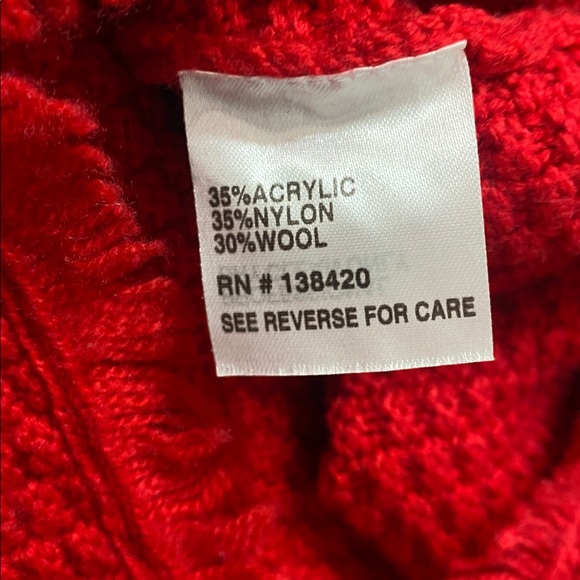 35%ACRYLIC
35%NYLON
30%WOOL
RN # 138420
SEE REVERSE FOR CARE